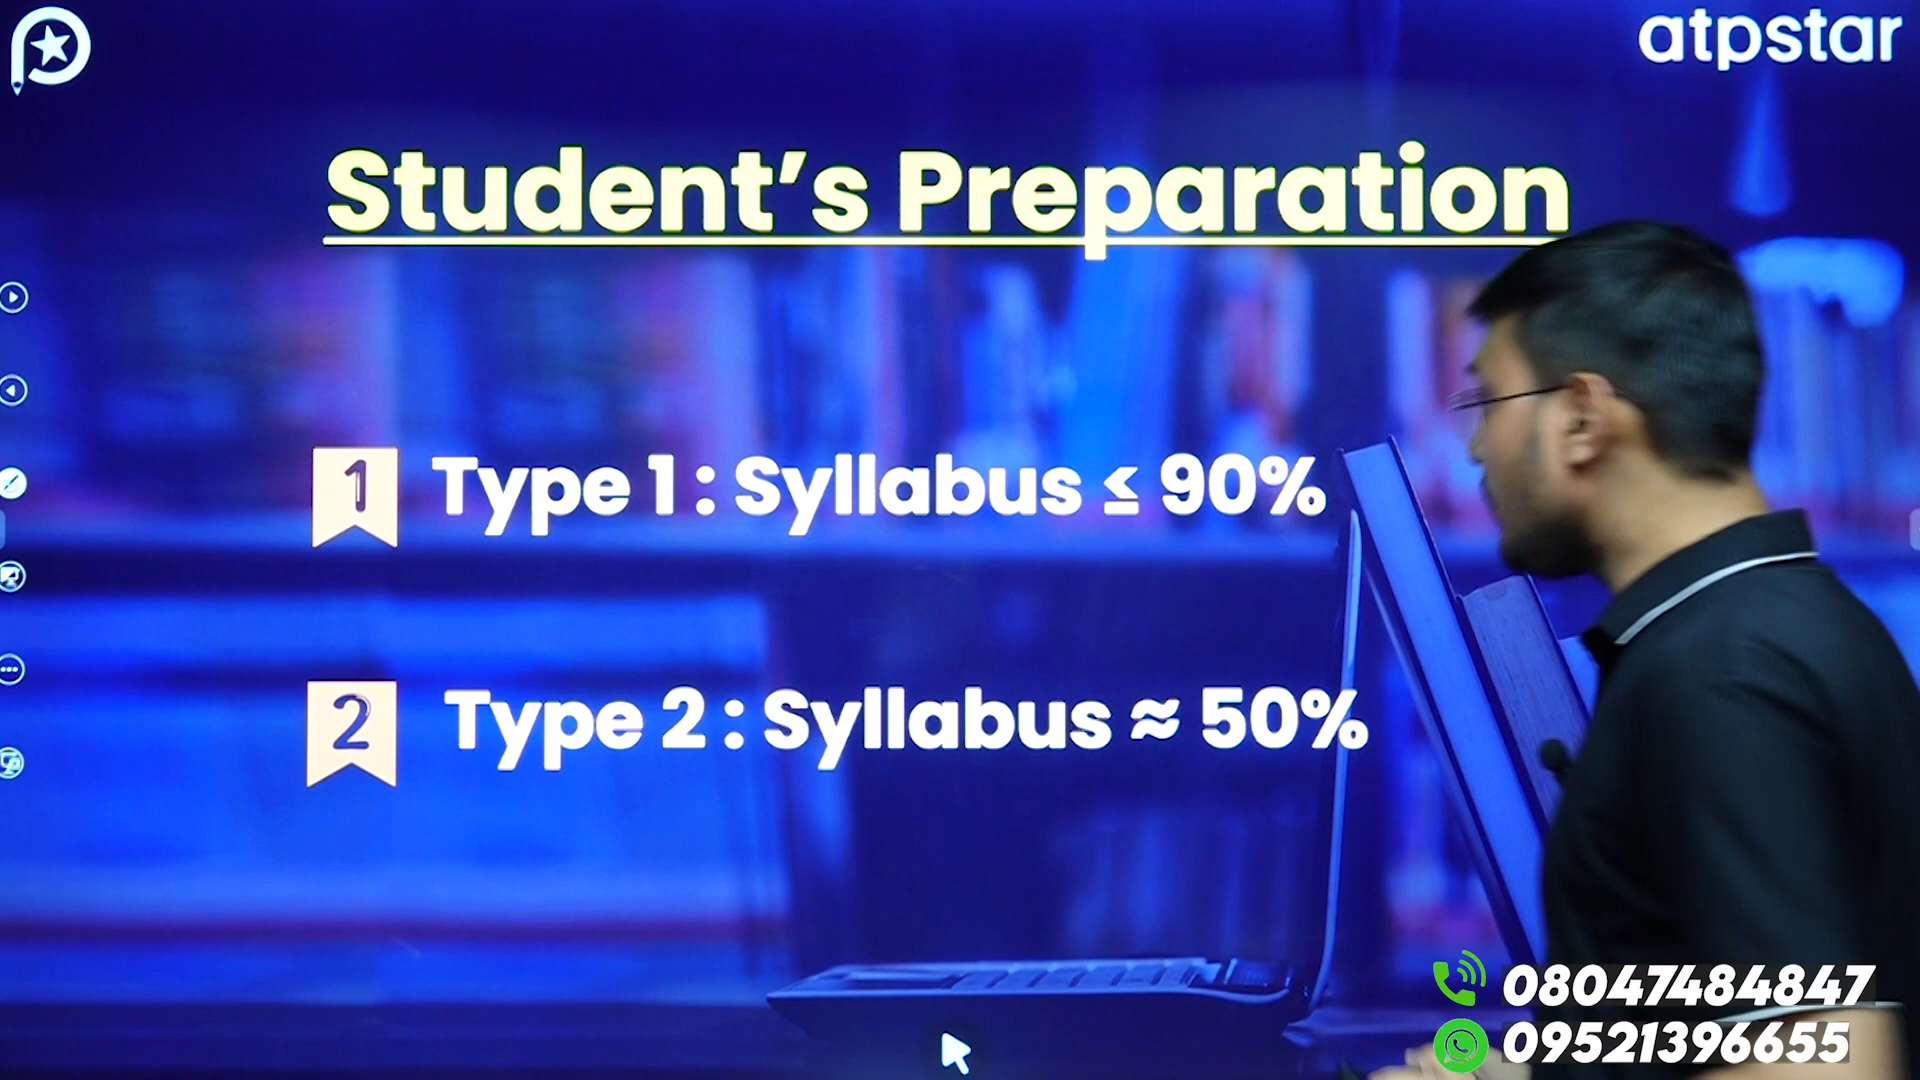 atpstar
Student's Preparation
1 Type 1 : Syllabus ≤ 90%
2 Type 2 : Syllabus ≈ 50%
08047484847
09521396655